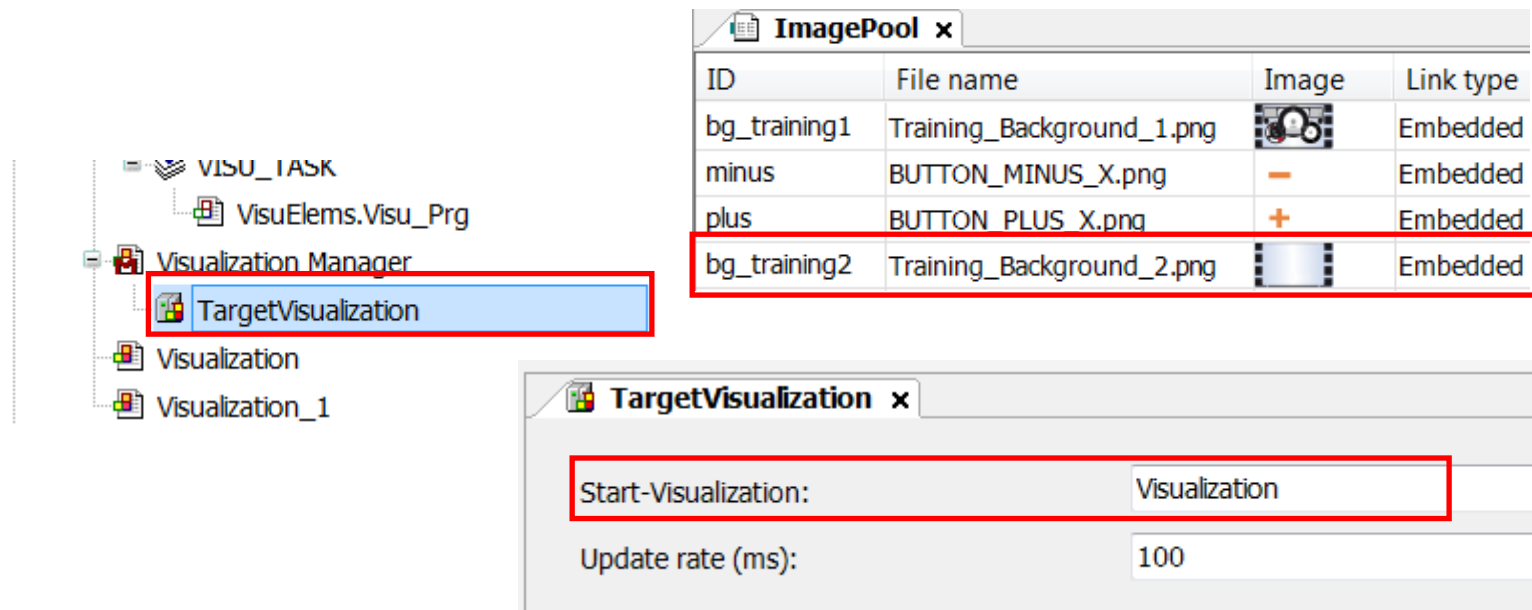 ImagePool x
ID File name Image Link type
bg_training1 Training_Background_1.png Embedded
minus BUTTON_MINUS_X.png Embedded
plus BUTTON_PLUS_X.png Embedded
bg_training2 Training_Background_2.png Embedded
VISU_TASK
VisuElems.Visu_Prg
Visualization Manager
TargetVisualization
Visualization
Visualization_1
TargetVisualization x
Start-Visualization: Visualization
Update rate (ms): 100